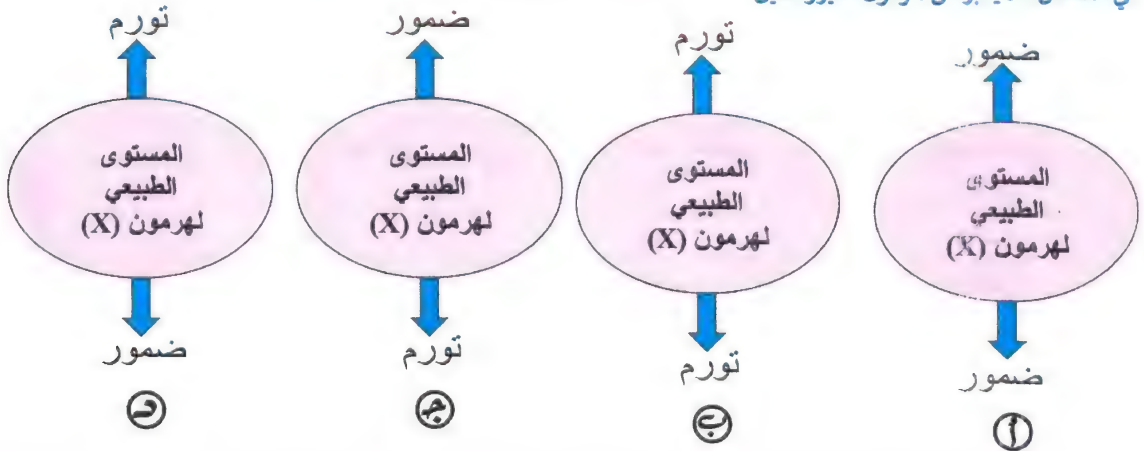 ضمور
المستوى
الطبيعي
لهرمون (X)
ضمور
أ
تورم
المستوى
الطبيعي
لهرمون (X)
تورم
ب
ضمور
المستوى
الطبيعي
لهرمون (X)
تورم
ج
تورم
المستوى
الطبيعي
لهرمون (X)
ضمور
د